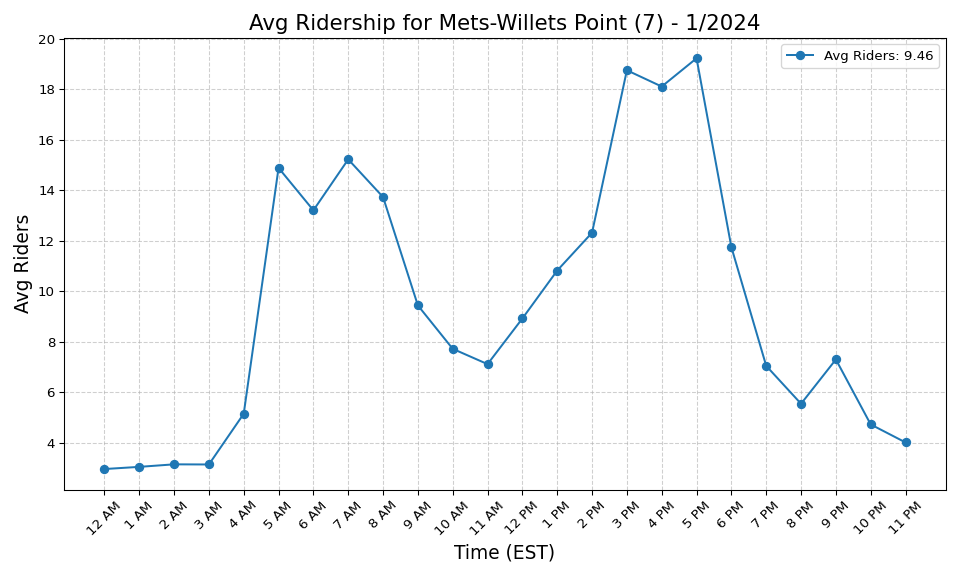 Avg Ridership for Mets-Willets Point (7) - 1/2024
Avg Riders: 9.46
Avg Riders
20
18
16
14
12
10
8
6
4
12 AM
1 AM
2 AM
3 AM
4 AM
5 AM
6 AM
7 AM
8 AM
9 AM
10 AM
11 AM
12 PM
1 PM
2 PM
3 PM
4 PM
5 PM
6 PM
7 PM
8 PM
9 PM
10 PM
11 PM
Time (EST)